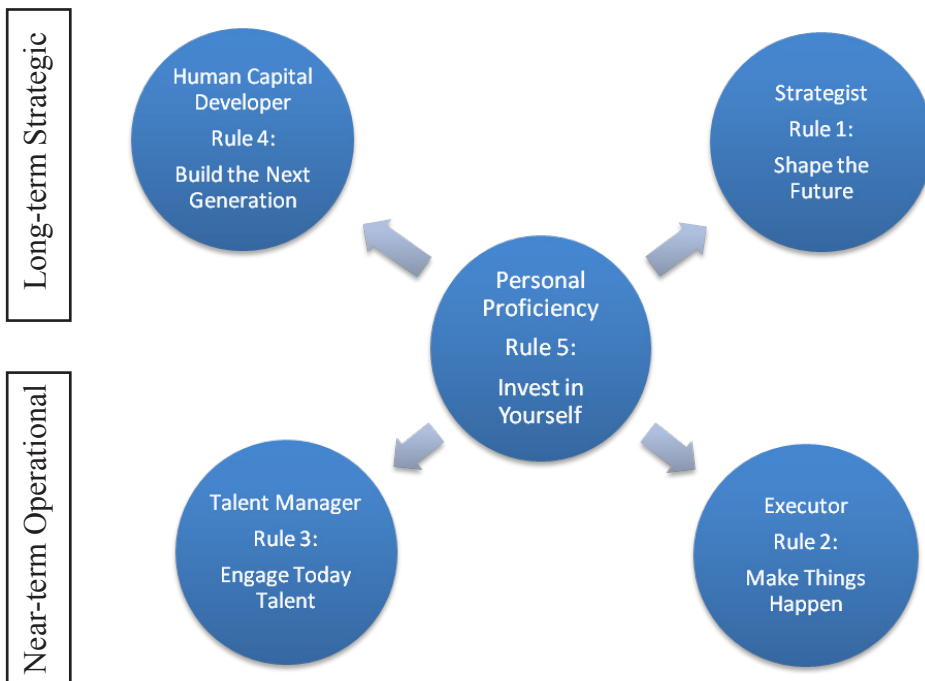 Long-term Strategic
Human Capital
Developer
Rule 4:
Build the Next
Generation
Strategist
Rule 1:
Shape the
Future
Personal
Proficiency
Rule 5:
Invest in
Yourself
Near-term Operational
Talent Manager
Rule 3:
Engage Today
Talent
Executor
Rule 2:
Make Things
Happen